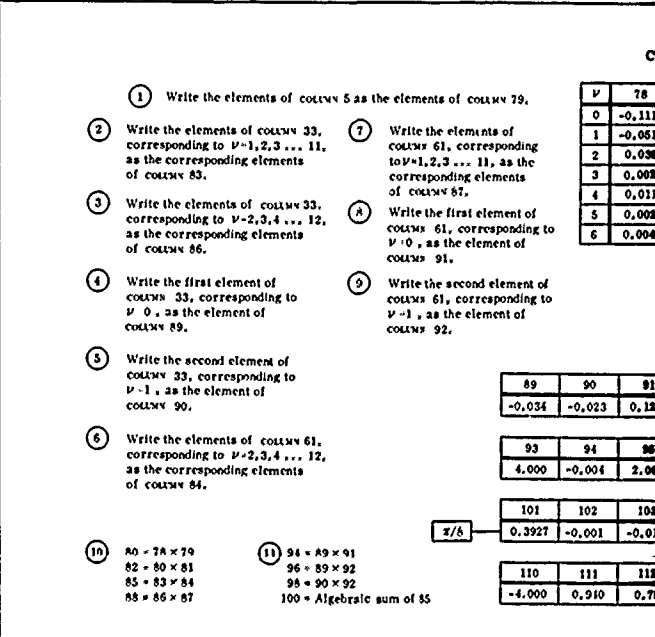 C
① Write the elements of COLUMN 5 as the elements of COLUMN 79.
② Write the elements of COLUMN 33,
corresponding to ν=1,2,3 ... 11,
as the corresponding elements
of COLUMN 83.
③ Write the elements of COLUMN 33,
corresponding to ν=2,3,4 ... 12,
as the corresponding elements
of COLUMN 86.
④ Write the first element of
COLUMN 33, corresponding to
ν=0, as the element of
COLUMN 89.
⑤ Write the second element of
COLUMN 33, corresponding to
ν=1, as the element of
COLUMN 90.
⑥ Write the elements of COLUMN 61,
corresponding to ν=2,3,4 ... 12,
as the corresponding elements
of COLUMN 84.
⑦ Write the elements of
COLUMN 61, corresponding
to ν=1,2,3 ... 11, as the
corresponding elements
of COLUMN 87.
⑧ Write the first element of
COLUMN 61, corresponding to
ν=0, as the element of
COLUMN 91.
⑨ Write the second element of
COLUMN 61, corresponding to
ν=1, as the element of
COLUMN 92.
⑩ 80 = 78 × 79
82 = 80 × 81
85 = 83 × 84
88 = 86 × 87
⑪ 94 = 89 × 91
96 = 89 × 92
98 = 90 × 92
100 = Algebraic sum of 85
ν 78
0 -0.111
1 -0.051
2
3
4 0.011
5
6 0.004
89 90 91
-0.034 -0.023
93 94
4.000 -0.004
101 102
π/8 0.3927 -0.001
110 111
-4.000